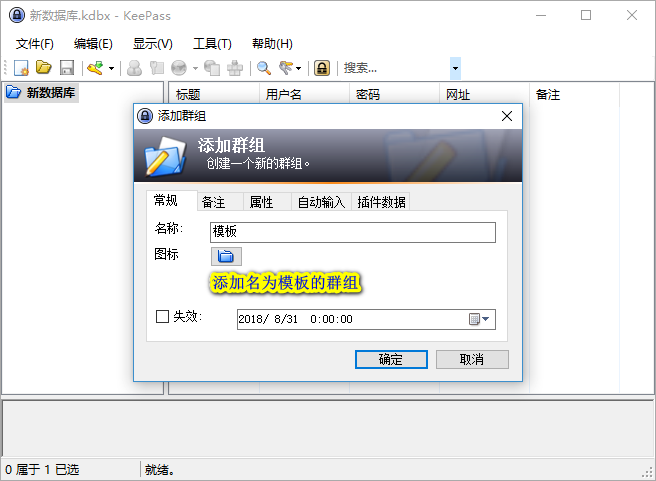 新数据库.kdbx - KeePass
文件(F) 编辑(E) 显示(V) 工具(T) 帮助(H)
搜索...
新数据库
标题 用户名 密码 网址 备注
添加群组
添加群组
创建一个新的群组。
常规 备注 属性 自动输入 插件数据
名称: 模板
图标
添加名为模板的群组
失效: 2018/ 8/31 0:00:00
确定 取消
0 属于 1 已选 就绪。